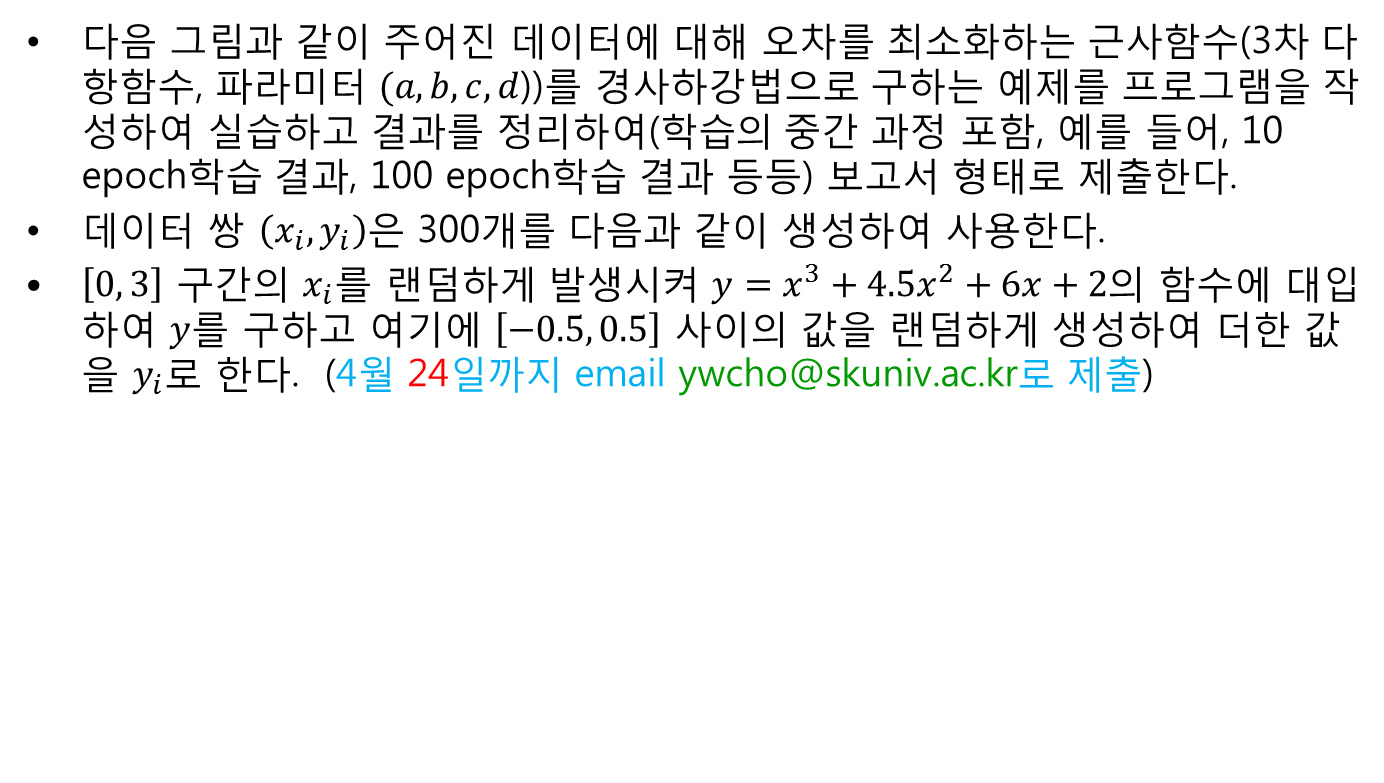 • 다음 그림과 같이 주어진 데이터에 대해 오차를 최소화하는 근사함수(3차 다
항함수, 파라미터 (a, b, c, d))를 경사하강법으로 구하는 예제를 프로그램을 작
성하여 실습하고 결과를 정리하여(학습의 중간 과정 포함, 예를 들어, 10
epoch학습 결과, 100 epoch학습 결과 등등) 보고서 형태로 제출한다.
• 데이터 쌍 (xᵢ, yᵢ)은 300개를 다음과 같이 생성하여 사용한다.
• [0, 3] 구간의 xᵢ를 랜덤하게 발생시켜 y = x³ + 4.5x² + 6x + 2의 함수에 대입
하여 y를 구하고 여기에 [−0.5, 0.5] 사이의 값을 랜덤하게 생성하여 더한 값
을 yᵢ로 한다. (4월 24일까지 email ywcho@skuniv.ac.kr로 제출)